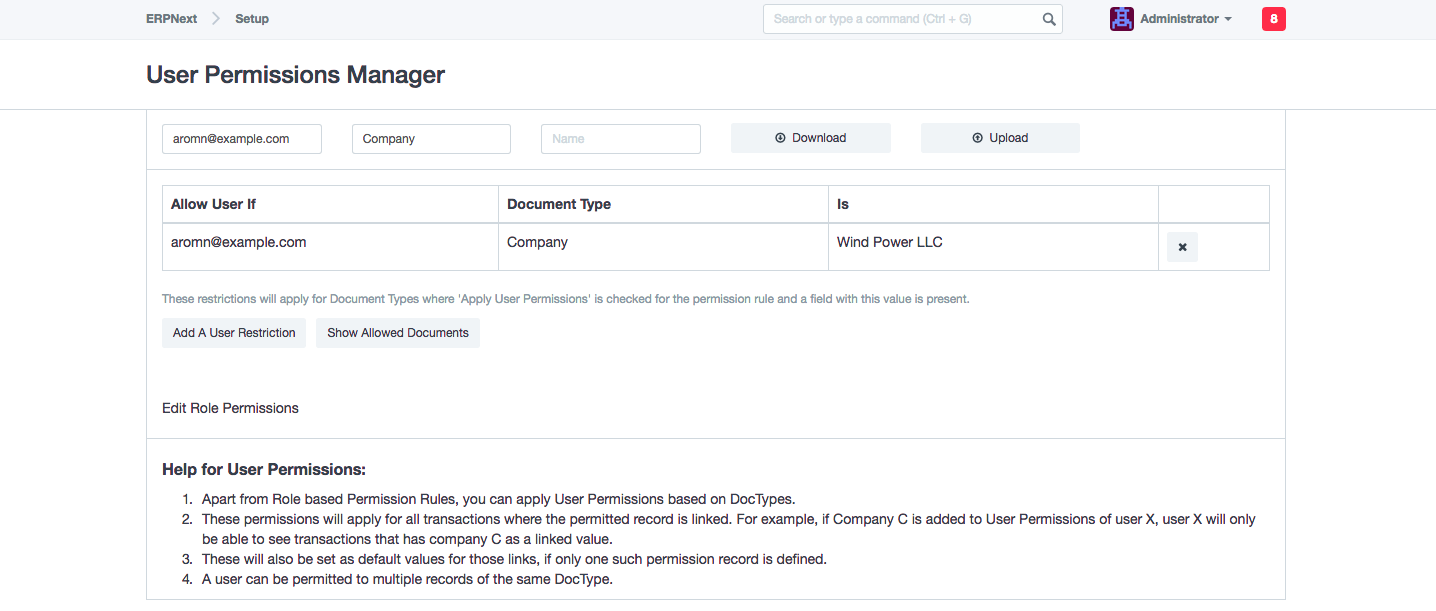 ERPNext Setup Search or type a command (Ctrl + G) Administrator 8
User Permissions Manager
aromn@example.com Company Name Download Upload
Allow User If Document Type Is
aromn@example.com Company Wind Power LLC
These restrictions will apply for Document Types where 'Apply User Permissions' is checked for the permission rule and a field with this value is present.
Add A User Restriction Show Allowed Documents
Edit Role Permissions
Help for User Permissions:
1. Apart from Role based Permission Rules, you can apply User Permissions based on DocTypes.
2. These permissions will apply for all transactions where the permitted record is linked. For example, if Company C is added to User Permissions of user X, user X will only
be able to see transactions that has company C as a linked value.
3. These will also be set as default values for those links, if only one such permission record is defined.
4. A user can be permitted to multiple records of the same DocType.